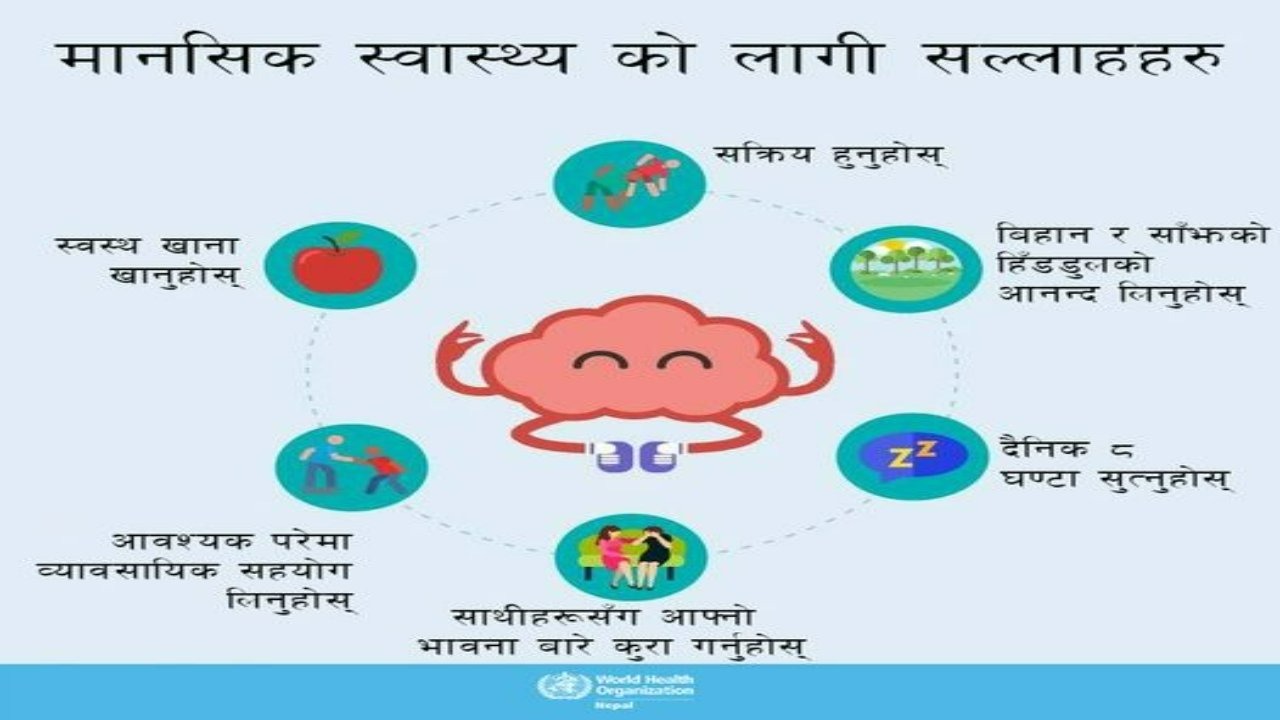 मानसिक स्वास्थ्य को लागी सल्लाहहरु
सक्रिय हुनुहोस्
बिहान र साँझको
हिँडडुलको
आनन्द लिनुहोस्
दैनिक ८
घण्टा सुत्नुहोस्
साथीहरूसँग आफ्नो
भावना बारे कुरा गर्नुहोस्
आवश्यक परेमा
व्यावसायिक सहयोग
लिनुहोस्
स्वस्थ खाना
खानुहोस्
zz
World Health
Organization
Nepal